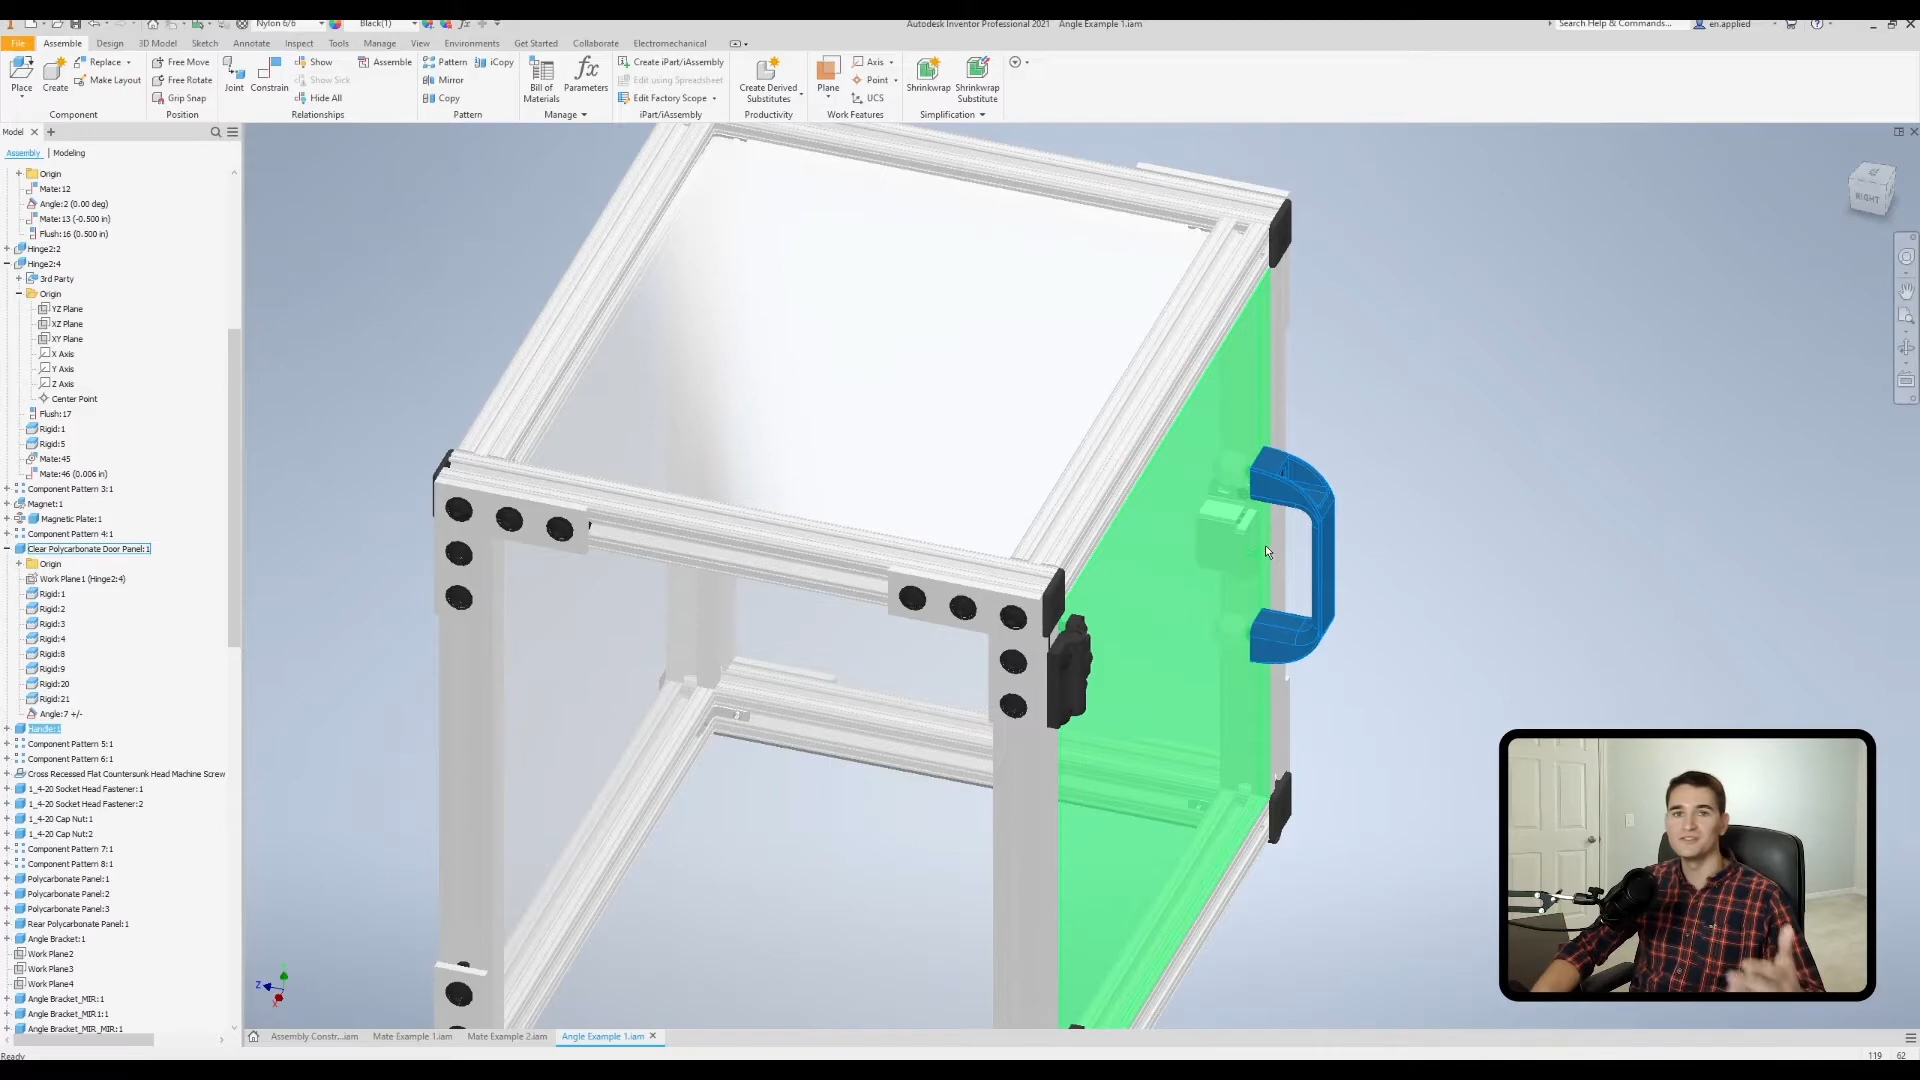 Nylon 6/6
Black(1)
Autodesk Inventor Professional 2021 Angle Example 1.iam
Search Help & Commands...
en.applied
File
Assemble
Design
3D Model
Sketch
Annotate
Inspect
Tools
Manage
View
Environments
Get Started
Collaborate
Electromechanical
Place
Create
Replace
Make Layout
Component
Free Move
Free Rotate
Grip Snap
Position
Joint
Constrain
Show
Show Sick
Hide All
Relationships
Assemble
Pattern
Mirror
Copy
iCopy
Pattern
Bill of
Materials
Parameters
Manage
Create iPart/iAssembly
Edit using Spreadsheet
Edit Factory Scope
iPart/iAssembly
Create Derived
Substitutes
Productivity
Plane
Axis
Point
UCS
Work Features
Shrinkwrap
Shrinkwrap
Substitute
Simplification
Model
Assembly | Modeling
Origin
Mate:12
Angle:2 (0.00 deg)
Mate:13 (-0.500 in)
Flush:16 (0.500 in)
Hinge2:2
Hinge2:4
3rd Party
Origin
YZ Plane
XZ Plane
XY Plane
X Axis
Y Axis
Z Axis
Center Point
Flush:17
Rigid:1
Rigid:5
Mate:45
Mate:46 (0.006 in)
Component Pattern 3:1
Magnet:1
Magnetic Plate:1
Component Pattern 4:1
Clear Polycarbonate Door Panel:1
Origin
Work Plane1 (Hinge2:4)
Rigid:1
Rigid:2
Rigid:3
Rigid:4
Rigid:8
Rigid:9
Rigid:20
Rigid:21
Angle:7 +/-
Handle:1
Component Pattern 5:1
Component Pattern 6:1
Cross Recessed Flat Countersunk Head Machine Screw
1_4-20 Socket Head Fastener:1
1_4-20 Socket Head Fastener:2
1_4-20 Cap Nut:1
1_4-20 Cap Nut:2
Component Pattern 7:1
Component Pattern 8:1
Polycarbonate Panel:1
Polycarbonate Panel:2
Polycarbonate Panel:3
Rear Polycarbonate Panel:1
Angle Bracket:1
Work Plane2
Work Plane3
Work Plane4
Angle Bracket_MIR:1
Angle Bracket_MIR1:1
Angle Bracket_MIR_MIR:1
RIGHT
Z
X
Assembly Constr...iam
Mate Example 1.iam
Mate Example 2.iam
Angle Example 1.iam
Ready
119 62